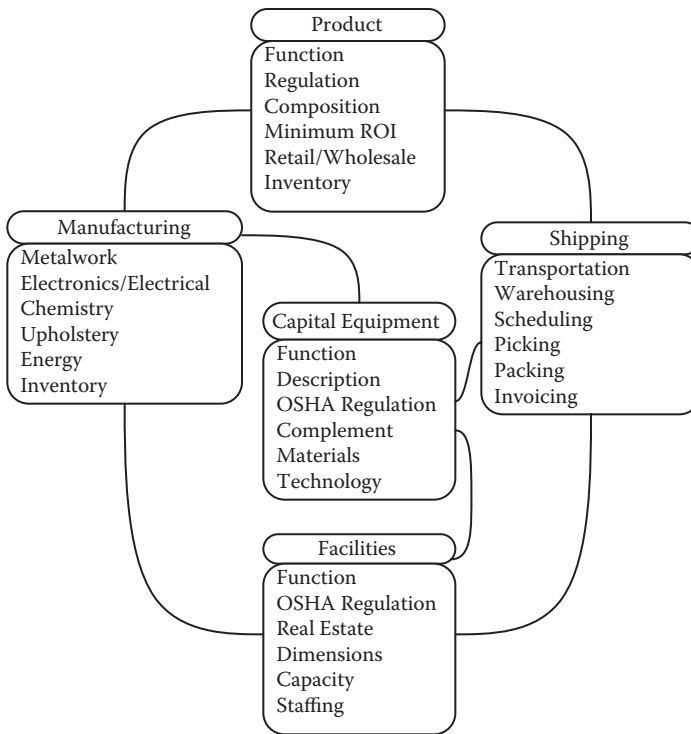 Product
Function
Regulation
Composition
Minimum ROI
Retail/Wholesale
Inventory
Manufacturing
Metalwork
Electronics/Electrical
Chemistry
Upholstery
Energy
Inventory
Shipping
Transportation
Warehousing
Scheduling
Picking
Packing
Invoicing
Capital Equipment
Function
Description
OSHA Regulation
Complement
Materials
Technology
Facilities
Function
OSHA Regulation
Real Estate
Dimensions
Capacity
Staffing